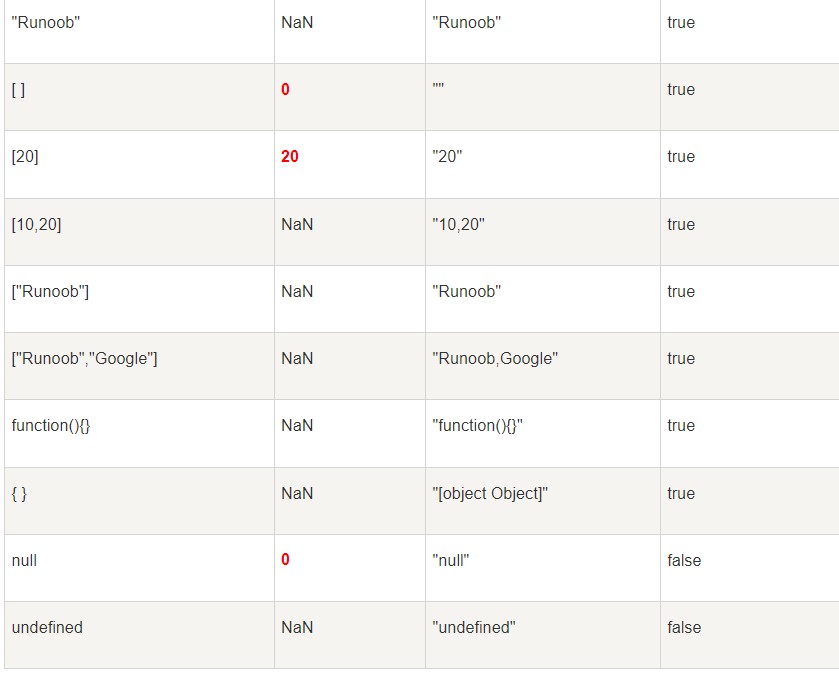 "Runoob" NaN "Runoob" true
[ ] 0 "" true
[20] 20 "20" true
[10,20] NaN "10,20" true
["Runoob"] NaN "Runoob" true
["Runoob","Google"] NaN "Runoob,Google" true
function(){} NaN "function(){}" true
{ } NaN "[object Object]" true
null 0 "null" false
undefined NaN "undefined" false